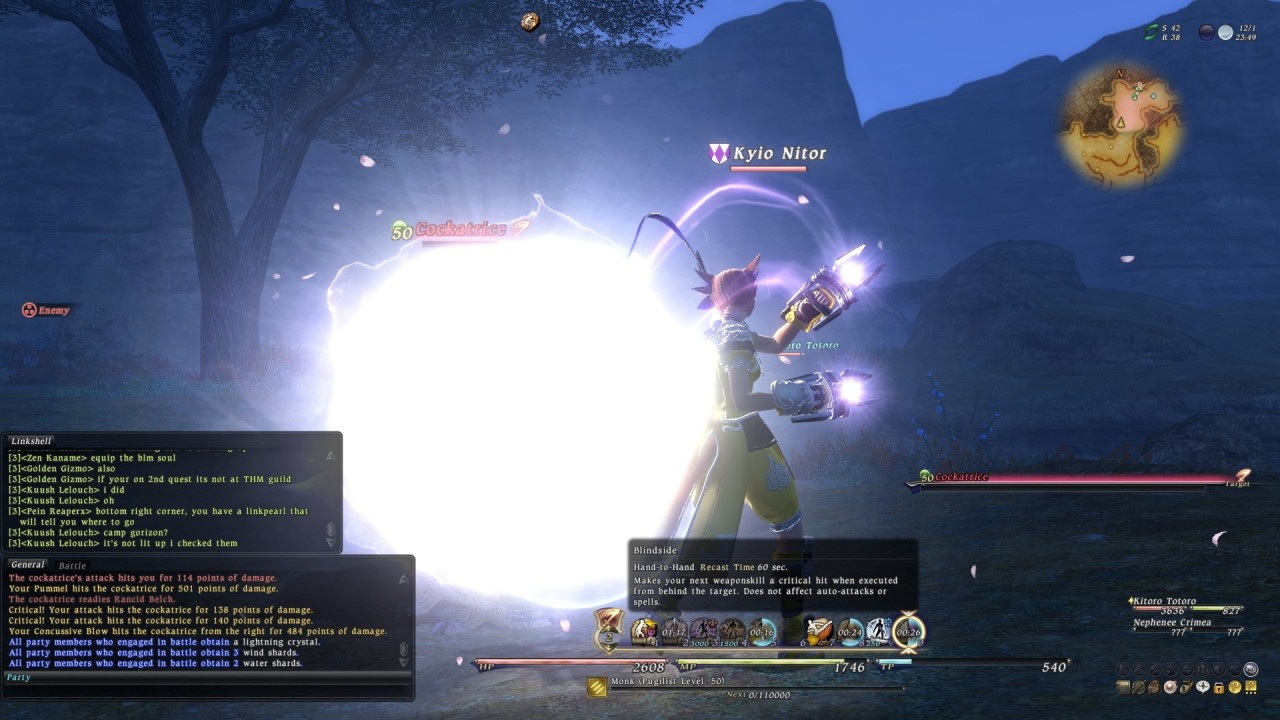 S 42
R 38
12/1
23:49
N
Kyio Nitor
50 Cockatrice
Enemy
oro Totoro
Linkshell
[3]<Zen Kaname> equip the blm soul
[3]<Golden Gizmo> also
[3]<Golden Gizmo> if your on 2nd quest its not at THM guild
[3]<Kuush Lelouch> i did
[3]<Kuush Lelouch> oh
[3]<Pein Reaperx> bottom right corner, you have a linkpearl that
will tell you where to go
[3]<Kuush Lelouch> camp gorizon?
[3]<Kuush Lelouch> it's not lit up i checked them
50 Cockatrice
Target
General Battle
The cockatrice's attack hits you for 114 points of damage.
Your Pummel hits the cockatrice for 501 points of damage.
The cockatrice readies Rancid Belch.
Critical! Your attack hits the cockatrice for 138 points of damage.
Critical! Your attack hits the cockatrice for 140 points of damage.
Your Concussive Blow hits the cockatrice from the right for 484 points of damage.
All party members who engaged in battle obtain a lightning crystal.
All party members who engaged in battle obtain 3 wind shards.
All party members who engaged in battle obtain 2 water shards.
Party
Blindside
Hand-to-Hand Recast Time 60 sec.
Makes your next weaponskill a critical hit when executed
from behind the target. Does not affect auto-attacks or
spells.
2
01:17
00:16
00:24
00:26
HP 2608 MP 1746 TP 540
Monk (Pugilist Level: 50)
Next 0/110000
Kitoro Totoro
3636 827
Nephenee Crimea
??? ???